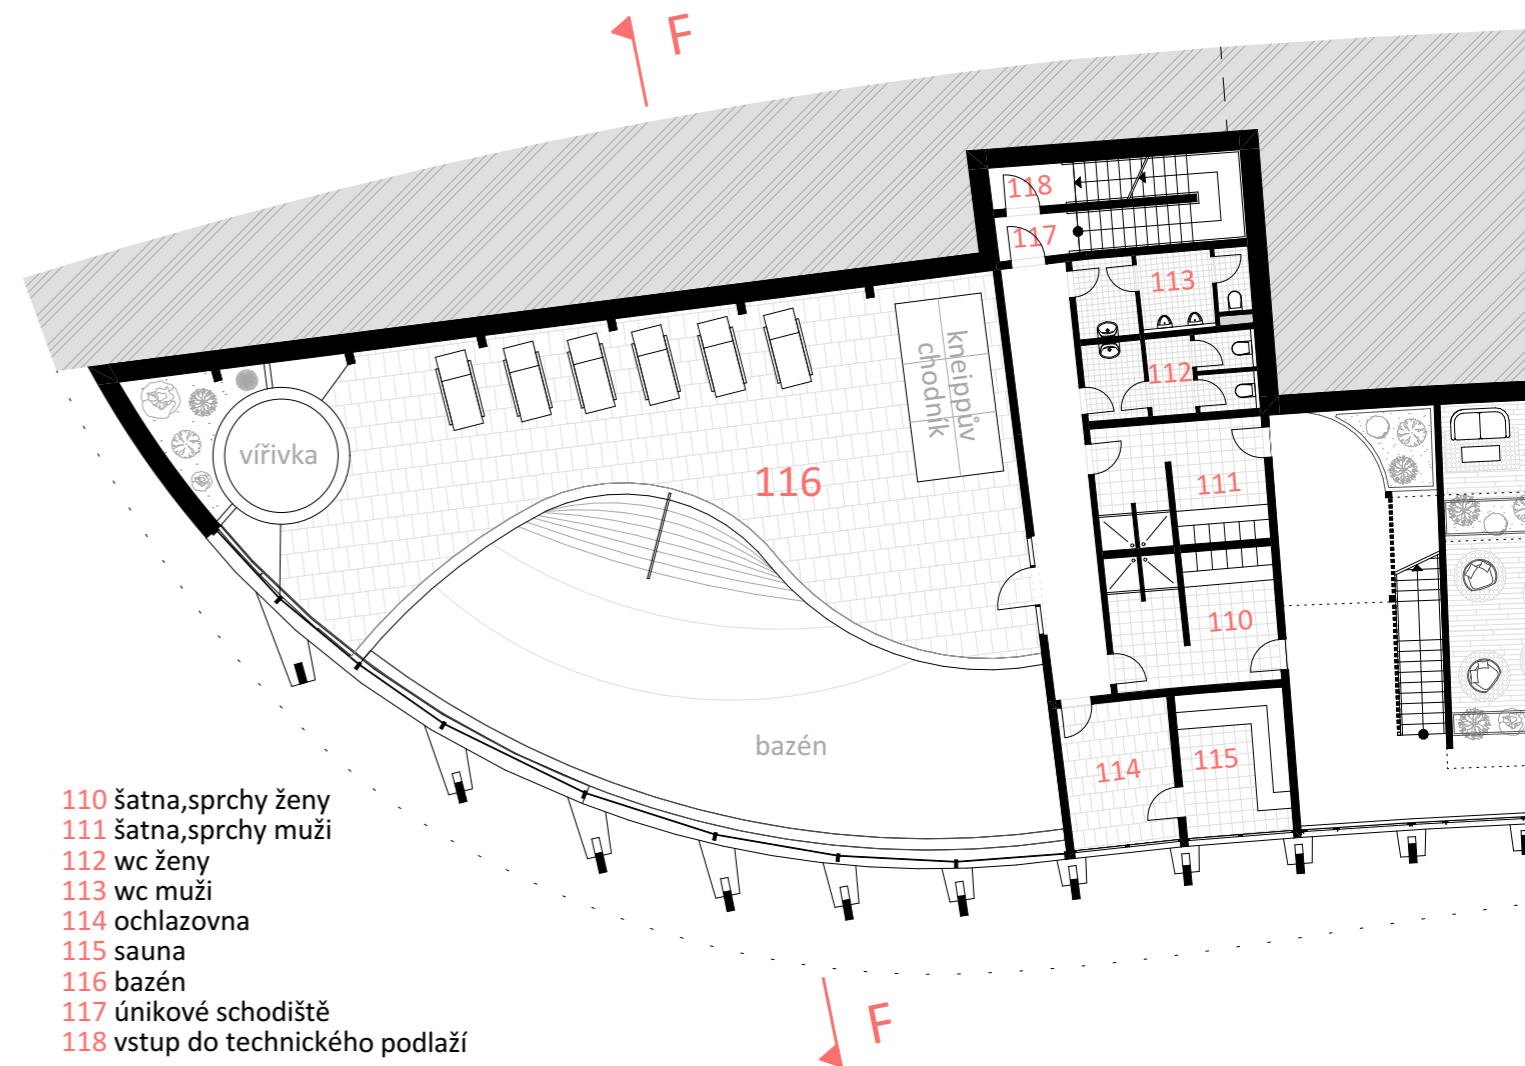 F
118
117
113
kneippův
chodník
112
vířivka
116
111
110
bazén
114
115
110 šatna,sprchy ženy
111 šatna,sprchy muži
112 wc ženy
113 wc muži
114 ochlazovna
115 sauna
116 bazén
117 únikové schodiště
118 vstup do technického podlaží
F